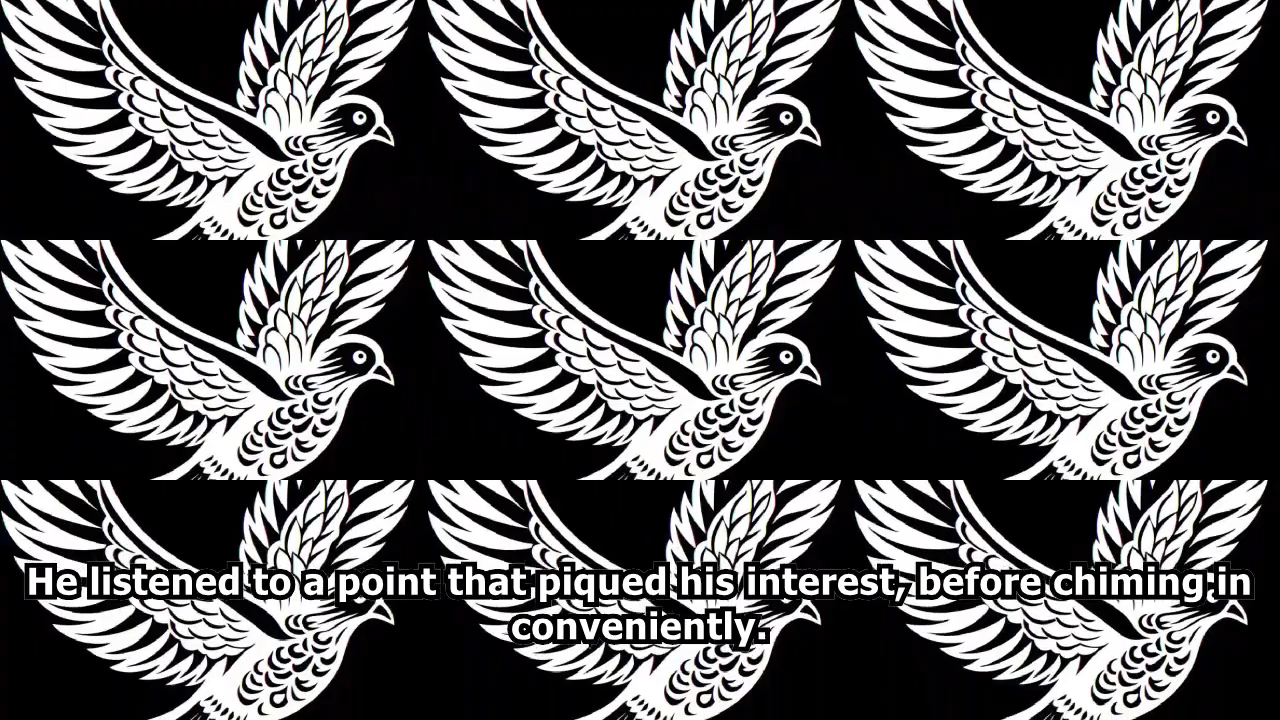 He listened to a point that piqued his interest, before chiming in
conveniently.